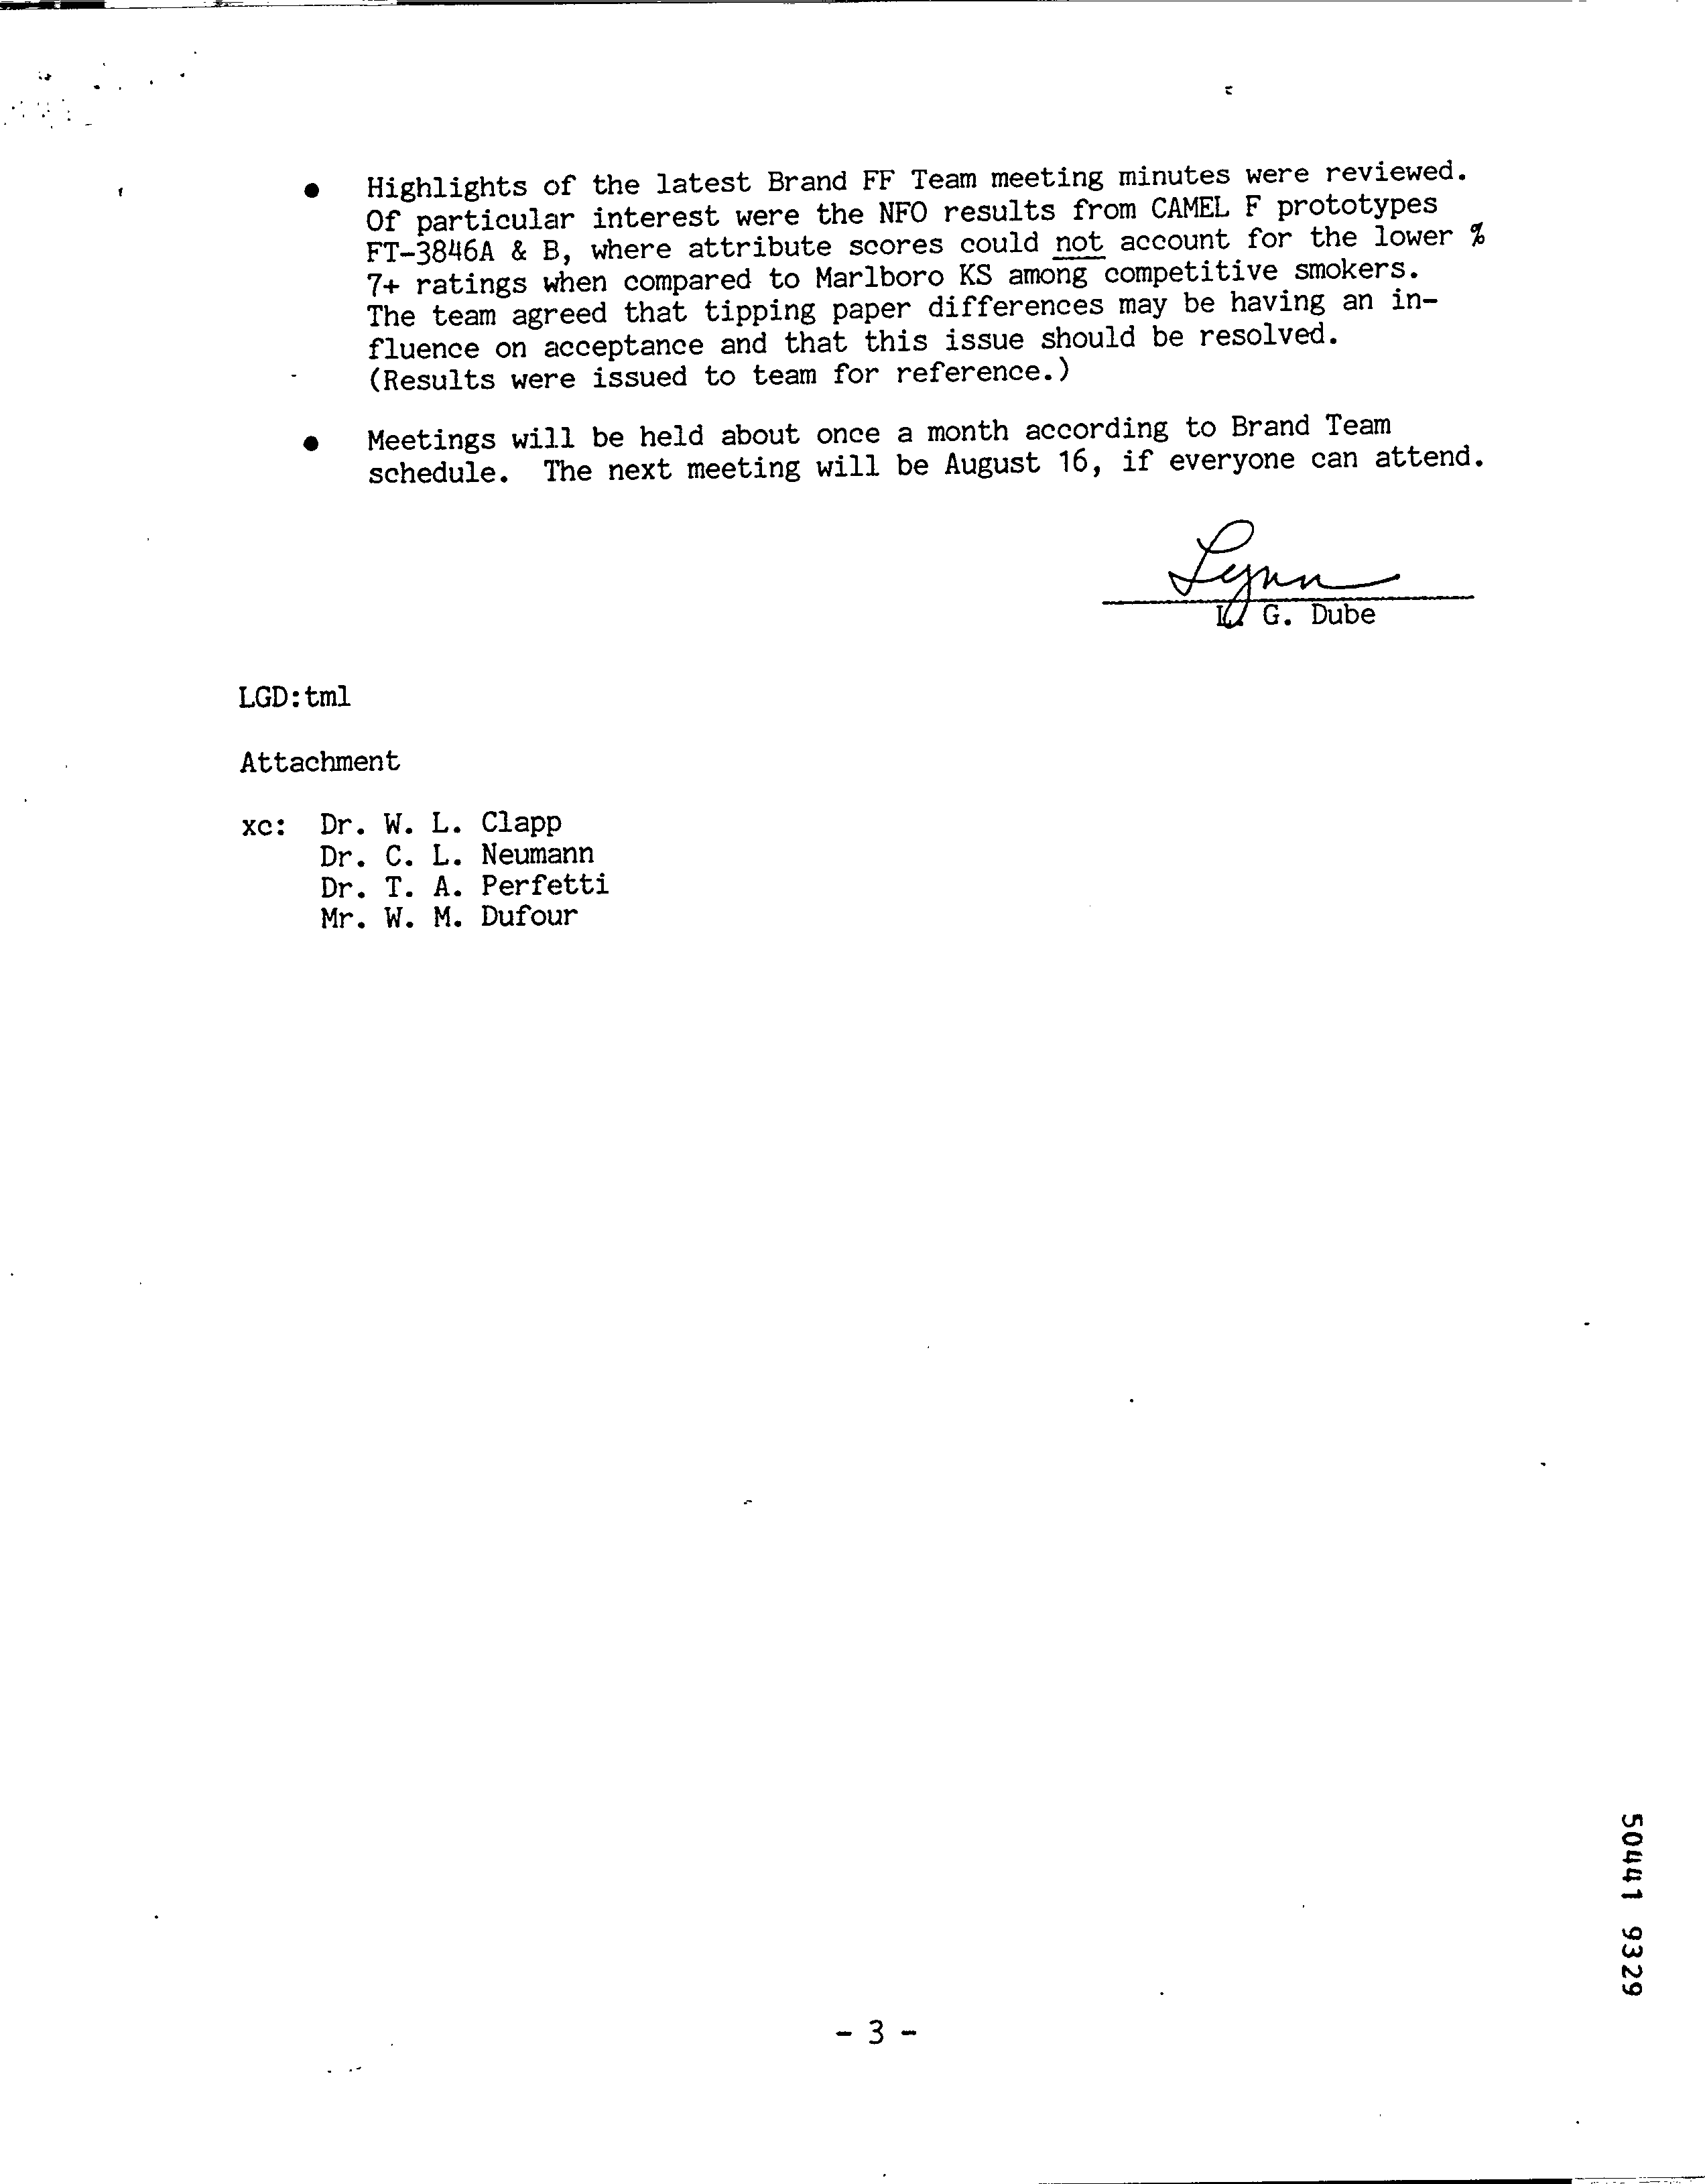 ● Highlights of the latest Brand FF Team meeting minutes were reviewed.
Of particular interest were the NFO results from CAMEL F prototypes
FT-3846A & B, where attribute scores could not account for the lower %
7+ ratings when compared to Marlboro KS among competitive smokers.
The team agreed that tipping paper differences may be having an in-
fluence on acceptance and that this issue should be resolved.
(Results were issued to team for reference.)
● Meetings will be held about once a month according to Brand Team
schedule. The next meeting will be August 16, if everyone can attend.
Lynn
L. G. Dube
LGD:tml
Attachment
xc: Dr. W. L. Clapp
Dr. C. L. Neumann
Dr. T. A. Perfetti
Mr. W. M. Dufour
50441 9329
- 3 -